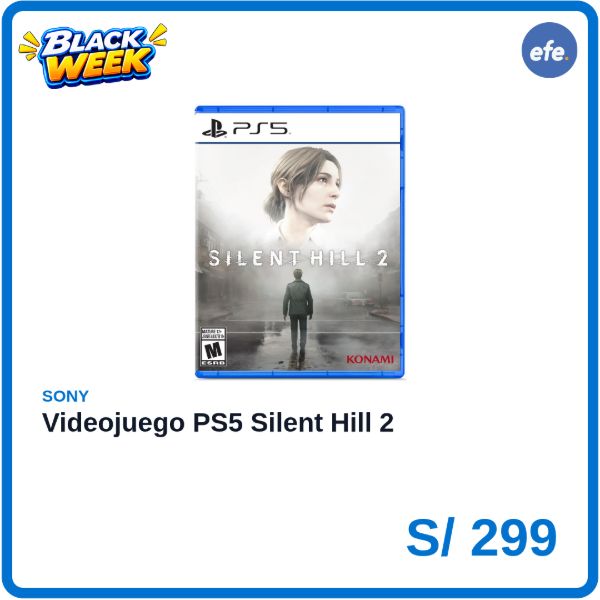 BLACK
WEEK
efe.
PS5
SILENT HILL 2
MATURE 17+
M
ESRB
KONAMI
SONY
Videojuego PS5 Silent Hill 2
S/ 299